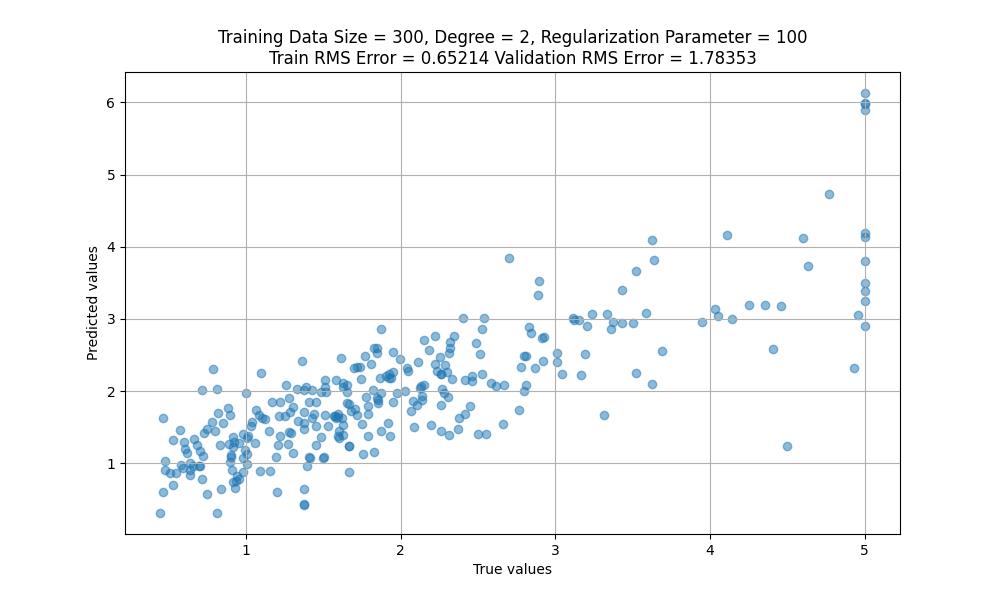 Training Data Size = 300, Degree = 2, Regularization Parameter = 100
Train RMS Error = 0.65214 Validation RMS Error = 1.78353
6
5
4
3
2
1
Predicted values
1 2 3 4 5
True values